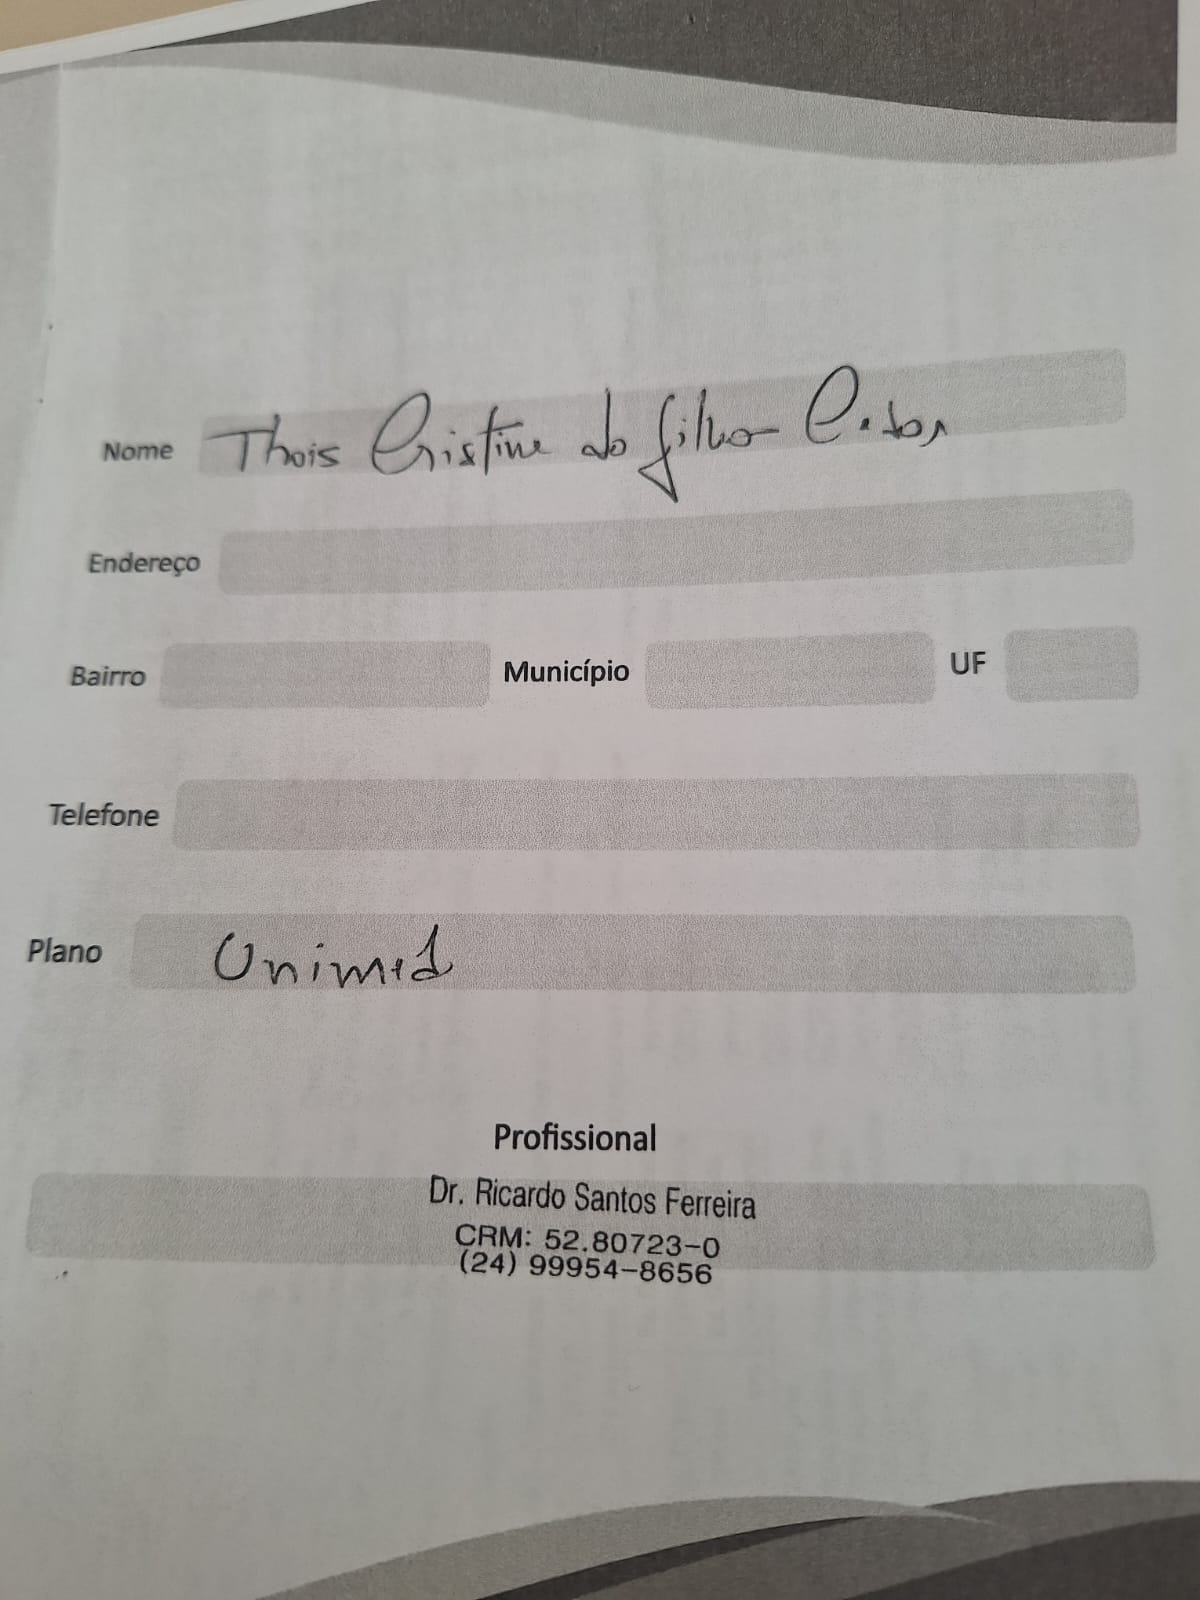 Nome Thais Cristine da Silva
Endereço
Bairro Município UF
Telefone
Plano Unimed
Profissional
Dr. Ricardo Santos Ferreira
CRM: 52.80723-0
(24) 99954-8656